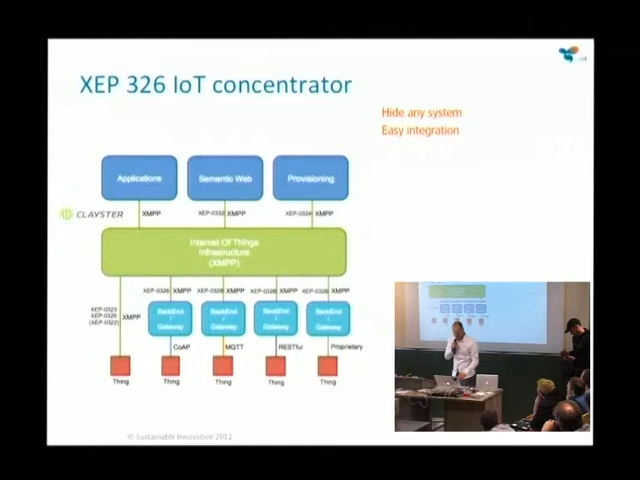 XEP 326 IoT concentrator
Hide any system
Easy integration
Applications
Semantic Web
Provisioning
CLAYSTER
XMPP
XEP-0332 XMPP
XEP-0324 XMPP
Internet Of Things
Infrastructure
(XMPP)
XEP-0326 XMPP
XEP-0326 XMPP
XEP-0326 XMPP
XEP-0326 XMPP
XEP-0323
XEP-0325
(XEP-0322)
XMPP
BackEnd
/
Gateway
BackEnd
/
Gateway
BackEnd
/
Gateway
BackEnd
/
Gateway
CoAP
MQTT
RESTful
Proprietary
Thing
Thing
Thing
Thing
Thing
© Sustainable Innovation 2012